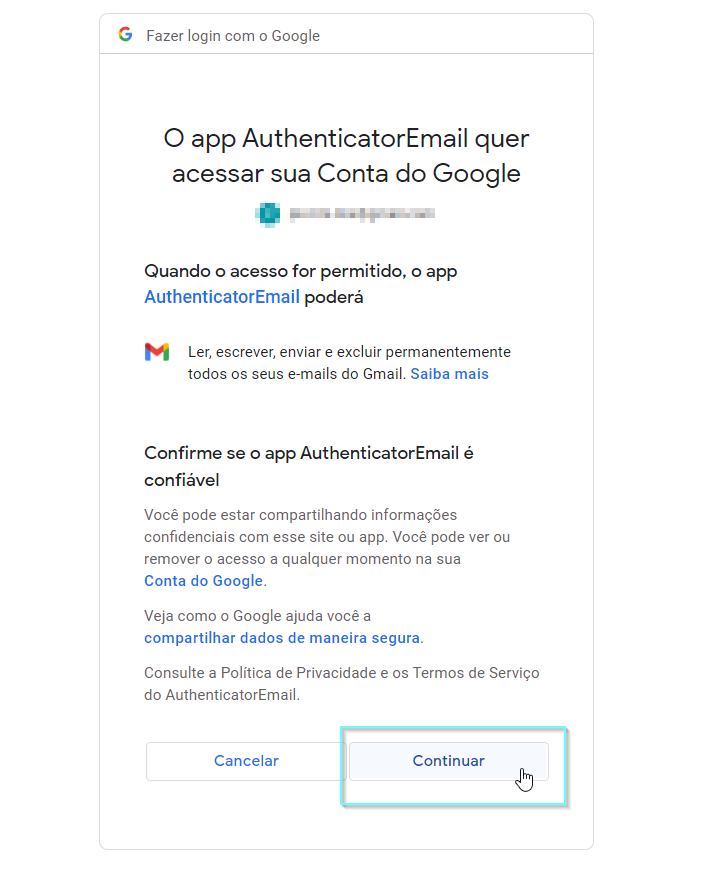 Fazer login com o Google
O app AuthenticatorEmail quer
acessar sua Conta do Google
Quando o acesso for permitido, o app
AuthenticatorEmail poderá
Ler, escrever, enviar e excluir permanentemente
todos os seus e-mails do Gmail. Saiba mais
Confirme se o app AuthenticatorEmail é
confiável
Você pode estar compartilhando informações
confidenciais com esse site ou app. Você pode ver ou
remover o acesso a qualquer momento na sua
Conta do Google.
Veja como o Google ajuda você a
compartilhar dados de maneira segura.
Consulte a Política de Privacidade e os Termos de Serviço
do AuthenticatorEmail.
Cancelar Continuar